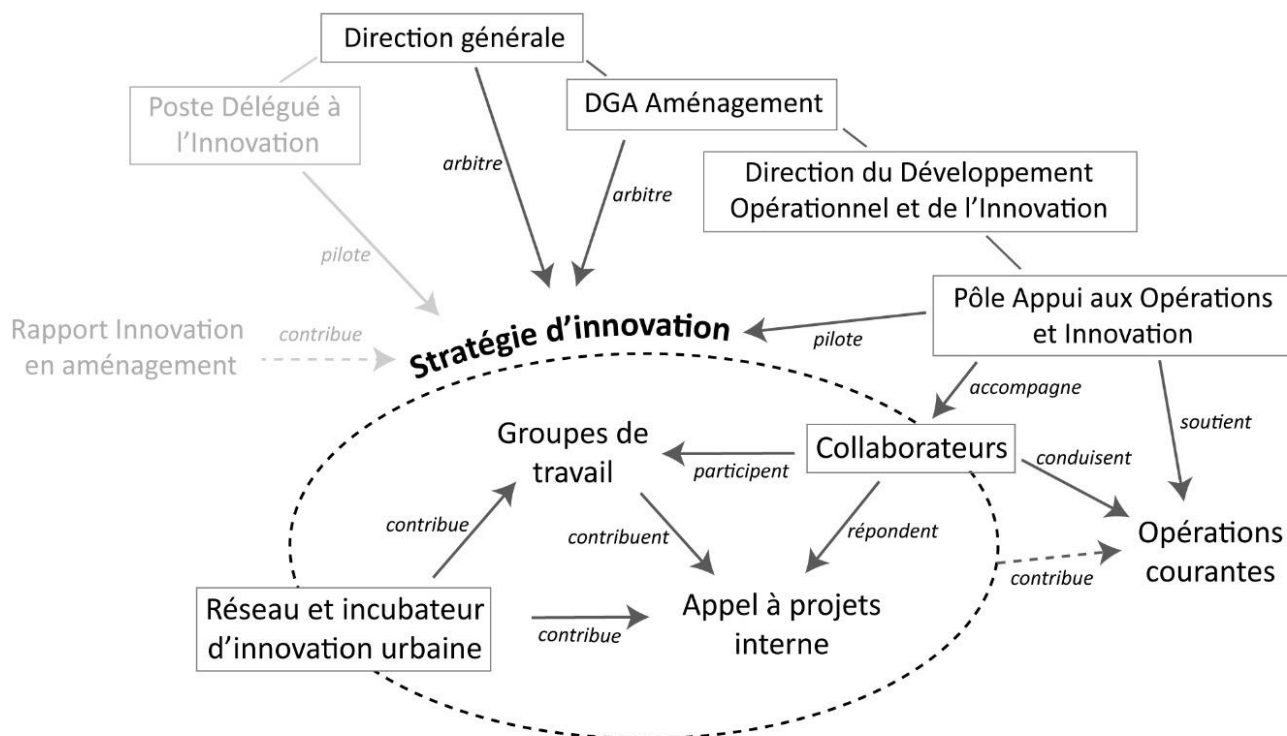 Direction générale
Poste Délégué à
l'Innovation
DGA Aménagement
Direction du Développement
Opérationnel et de l'Innovation
arbitre
arbitre
pilote
Pôle Appui aux Opérations
et Innovation
Rapport Innovation
en aménagement
contribue
Stratégie d'innovation
pilote
accompagne
soutient
Groupes de
travail
participent
Collaborateurs
conduisent
contribue
contribuent
répondent
Opérations
courantes
contribue
Réseau et incubateur
d'innovation urbaine
contribue
Appel à projets
interne